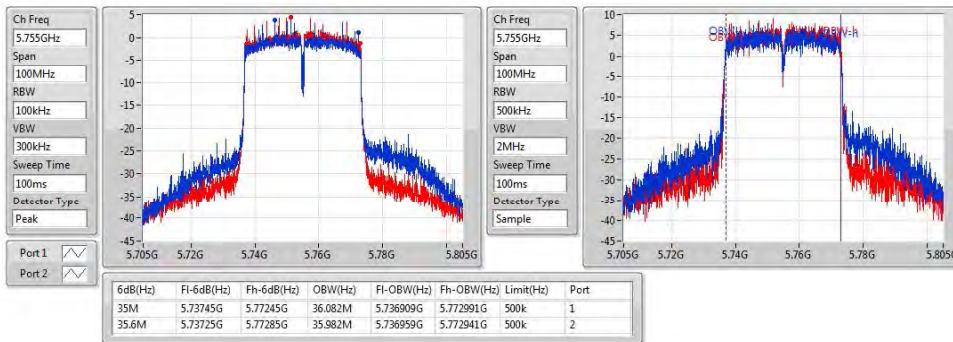 Ch Freq
5.755GHz
Span
100MHz
RBW
100kHz
VBW
300kHz
Sweep Time
100ms
Detector Type
Peak
Port 1
Port 2
5
0
-5
-10
-15
-20
-25
-30
-35
-40
-45
5.705G 5.72G 5.74G 5.76G 5.78G 5.805G
Ch Freq
5.755GHz
Span
100MHz
RBW
500kHz
VBW
2MHz
Sweep Time
100ms
Detector Type
Sample
10
5
0
-5
-10
-15
-20
-25
-30
-35
-40
-45
5.705G 5.72G 5.74G 5.76G 5.78G 5.805G
6dB(Hz) Fl-6dB(Hz) Fh-6dB(Hz) OBW(Hz) Fl-OBW(Hz) Fh-OBW(Hz) Limit(Hz) Port
35M 5.73745G 5.77245G 36.082M 5.736909G 5.772991G 500k 1
35.6M 5.73725G 5.77285G 35.982M 5.736959G 5.772941G 500k 2